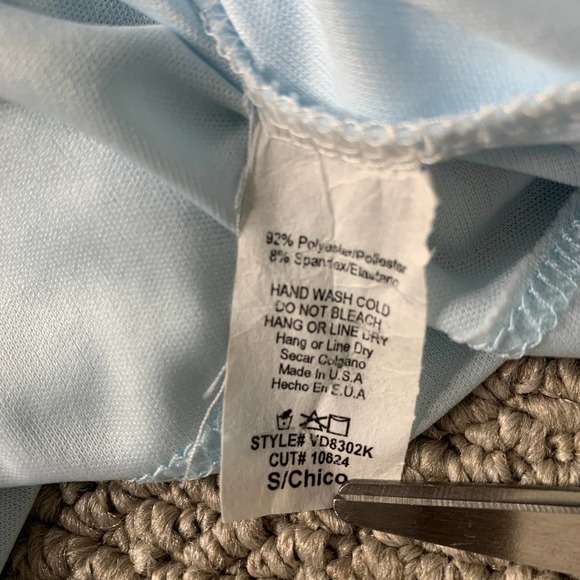 92% Polyester/Poliester
8% Spandex/Elastano
HAND WASH COLD
DO NOT BLEACH
HANG OR LINE DRY
Hang or Line Dry
Secar Colgano
Made In U.S.A
Hecho En E.U.A
STYLE# VD8302K
CUT# 10624
S/Chico